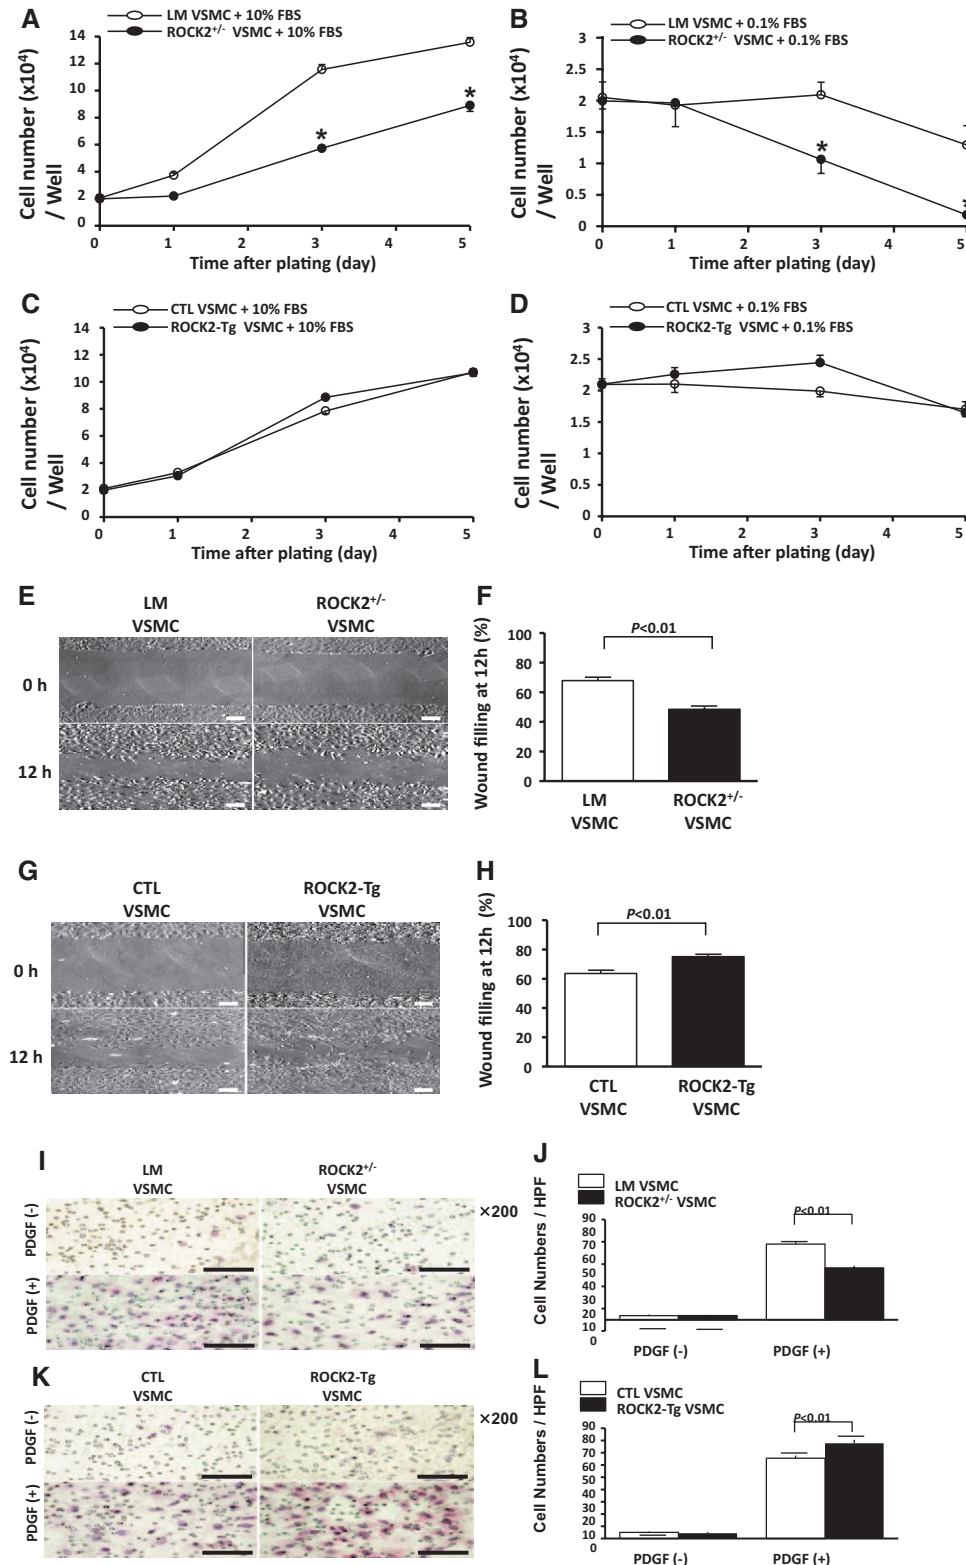 A
LM VSMC + 10% FBS
ROCK2+/- VSMC + 10% FBS
Cell number (x10⁴) / Well
14
12
10
8
6
4
2
0
0 1 2 3 4 5
* *
Time after plating (day)
B
LM VSMC + 0.1% FBS
ROCK2+/- VSMC + 0.1% FBS
Cell number (x10⁴) / Well
3
2.5
2
1.5
1
0.5
0
0 1 2 3 4 5
* *
Time after plating (day)
C
CTL VSMC + 10% FBS
ROCK2-Tg VSMC + 10% FBS
Cell number (x10⁴) / Well
14
12
10
8
6
4
2
0
0 1 2 3 4 5
Time after plating (day)
D
CTL VSMC + 0.1% FBS
ROCK2-Tg VSMC + 0.1% FBS
Cell number (x10⁴) / Well
3
2.5
2
1.5
1
0.5
0
0 1 2 3 4 5
Time after plating (day)
E
LM VSMC
ROCK2+/- VSMC
0 h
12 h
F
Wound filling at 12h (%)
100
80
60
40
20
0
P<0.01
LM VSMC
ROCK2+/- VSMC
G
CTL VSMC
ROCK2-Tg VSMC
0 h
12 h
H
Wound filling at 12h (%)
100
80
60
40
20
0
P<0.01
CTL VSMC
ROCK2-Tg VSMC
I
LM VSMC
ROCK2+/- VSMC
PDGF (-)
PDGF (+)
×200
J
LM VSMC
ROCK2+/- VSMC
Cell Numbers / HPF
90
70
60
50
40
30
20
10
0
P<0.01
PDGF (-)
PDGF (+)
K
CTL VSMC
ROCK2-Tg VSMC
PDGF (-)
PDGF (+)
×200
L
CTL VSMC
ROCK2-Tg VSMC
Cell Numbers / HPF
90
80
70
60
50
40
30
20
10
0
P<0.01
PDGF (-)
PDGF (+)